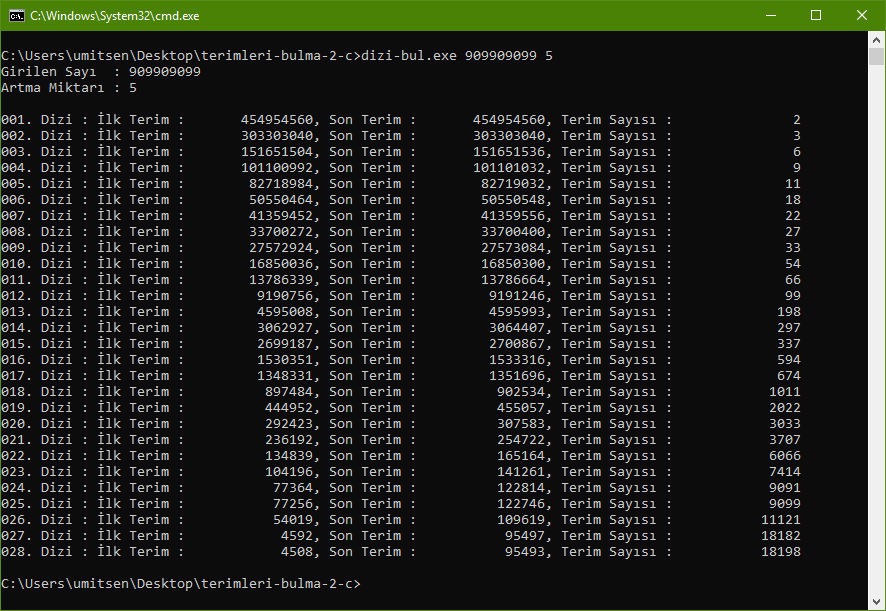 C:\Windows\System32\cmd.exe
C:\Users\umitsen\Desktop\terimleri-bulma-2-c>dizi-bul.exe 909909099 5
Girilen Sayı  : 909909099
Artma Miktarı : 5
001. Dizi : İlk Terim :       454954560, Son Terim :       454954560, Terim Sayısı :               2
002. Dizi : İlk Terim :       303303040, Son Terim :       303303040, Terim Sayısı :               3
003. Dizi : İlk Terim :       151651504, Son Terim :       151651536, Terim Sayısı :               6
004. Dizi : İlk Terim :       101100992, Son Terim :       101101032, Terim Sayısı :               9
005. Dizi : İlk Terim :        82718984, Son Terim :        82719032, Terim Sayısı :              11
006. Dizi : İlk Terim :        50550464, Son Terim :        50550548, Terim Sayısı :              18
007. Dizi : İlk Terim :        41359452, Son Terim :        41359556, Terim Sayısı :              22
008. Dizi : İlk Terim :        33700272, Son Terim :        33700400, Terim Sayısı :              27
009. Dizi : İlk Terim :        27572924, Son Terim :        27573084, Terim Sayısı :              33
010. Dizi : İlk Terim :        16850036, Son Terim :        16850300, Terim Sayısı :              54
011. Dizi : İlk Terim :        13786339, Son Terim :        13786664, Terim Sayısı :              66
012. Dizi : İlk Terim :         9190756, Son Terim :         9191246, Terim Sayısı :              99
013. Dizi : İlk Terim :         4595008, Son Terim :         4595993, Terim Sayısı :             198
014. Dizi : İlk Terim :         3062927, Son Terim :         3064407, Terim Sayısı :             297
015. Dizi : İlk Terim :         2699187, Son Terim :         2700867, Terim Sayısı :             337
016. Dizi : İlk Terim :         1530351, Son Terim :         1533316, Terim Sayısı :             594
017. Dizi : İlk Terim :         1348331, Son Terim :         1351696, Terim Sayısı :             674
018. Dizi : İlk Terim :          897484, Son Terim :          902534, Terim Sayısı :            1011
019. Dizi : İlk Terim :          444952, Son Terim :          455057, Terim Sayısı :            2022
020. Dizi : İlk Terim :          292423, Son Terim :          307583, Terim Sayısı :            3033
021. Dizi : İlk Terim :          236192, Son Terim :          254722, Terim Sayısı :            3707
022. Dizi : İlk Terim :          134839, Son Terim :          165164, Terim Sayısı :            6066
023. Dizi : İlk Terim :          104196, Son Terim :          141261, Terim Sayısı :            7414
024. Dizi : İlk Terim :           77364, Son Terim :          122814, Terim Sayısı :            9091
025. Dizi : İlk Terim :           77256, Son Terim :          122746, Terim Sayısı :            9099
026. Dizi : İlk Terim :           54019, Son Terim :          109619, Terim Sayısı :           11121
027. Dizi : İlk Terim :            4592, Son Terim :           95497, Terim Sayısı :           18182
028. Dizi : İlk Terim :            4508, Son Terim :           95493, Terim Sayısı :           18198
C:\Users\umitsen\Desktop\terimleri-bulma-2-c>